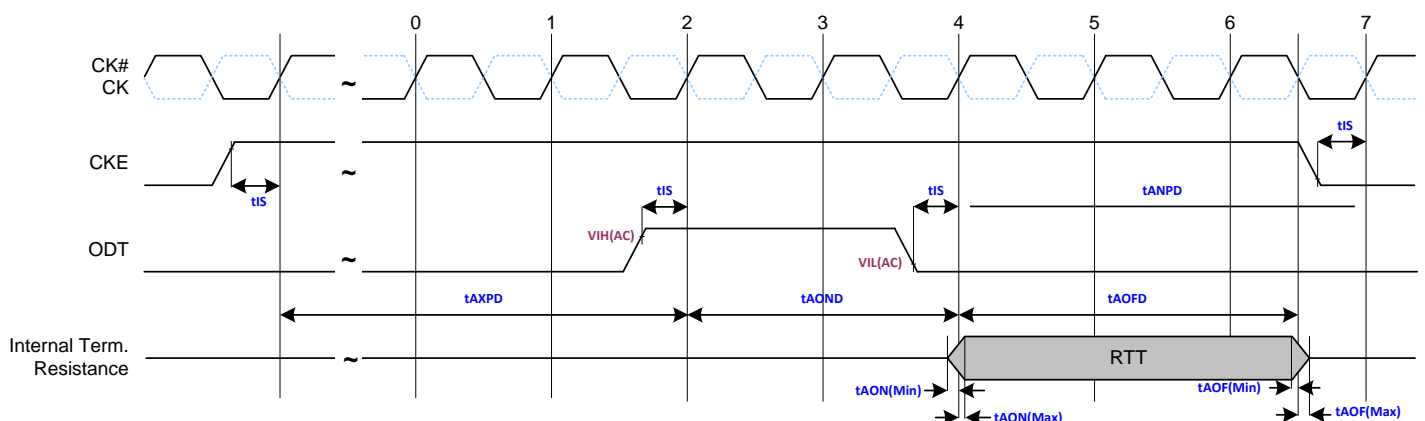 0 1 2 3 4 5 6 7
CK#
CK
~
CKE
~
tIS
tIS
ODT
~
VIH(AC)
tIS
VIL(AC)
tIS
tANPD
tAXPD
tAOND
tAOFD
Internal Term.
Resistance
~
RTT
tAON(Min)
tAON(Max)
tAOF(Min)
tAOF(Max)